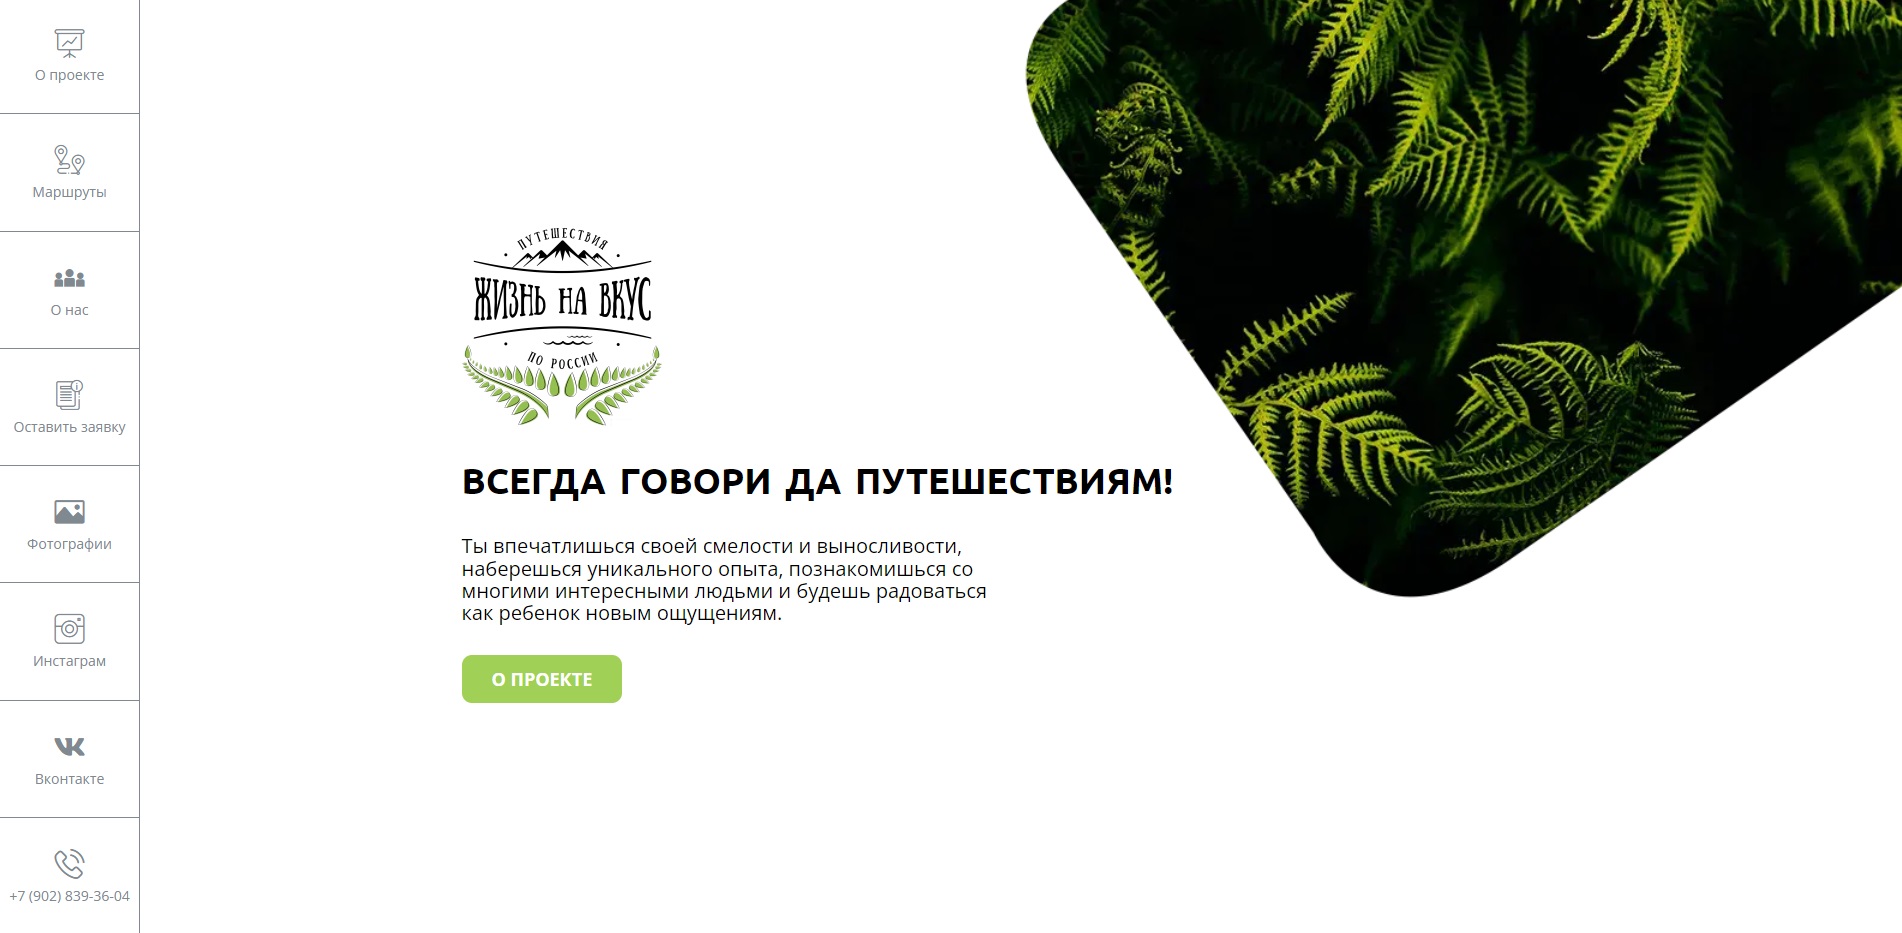 О проекте
Маршруты
О нас
Оставить заявку
Фотографии
Инстаграм
Вконтакте
+7 (902) 839-36-04
ПУТЕШЕСТВИЯ
ЖИЗНЬ НА ВКУС
ПО РОССИИ
ВСЕГДА ГОВОРИ ДА ПУТЕШЕСТВИЯМ!
Ты впечатлишься своей смелости и выносливости,
наберешься уникального опыта, познакомишься со
многими интересными людьми и будешь радоваться
как ребенок новым ощущениям.
О ПРОЕКТЕ